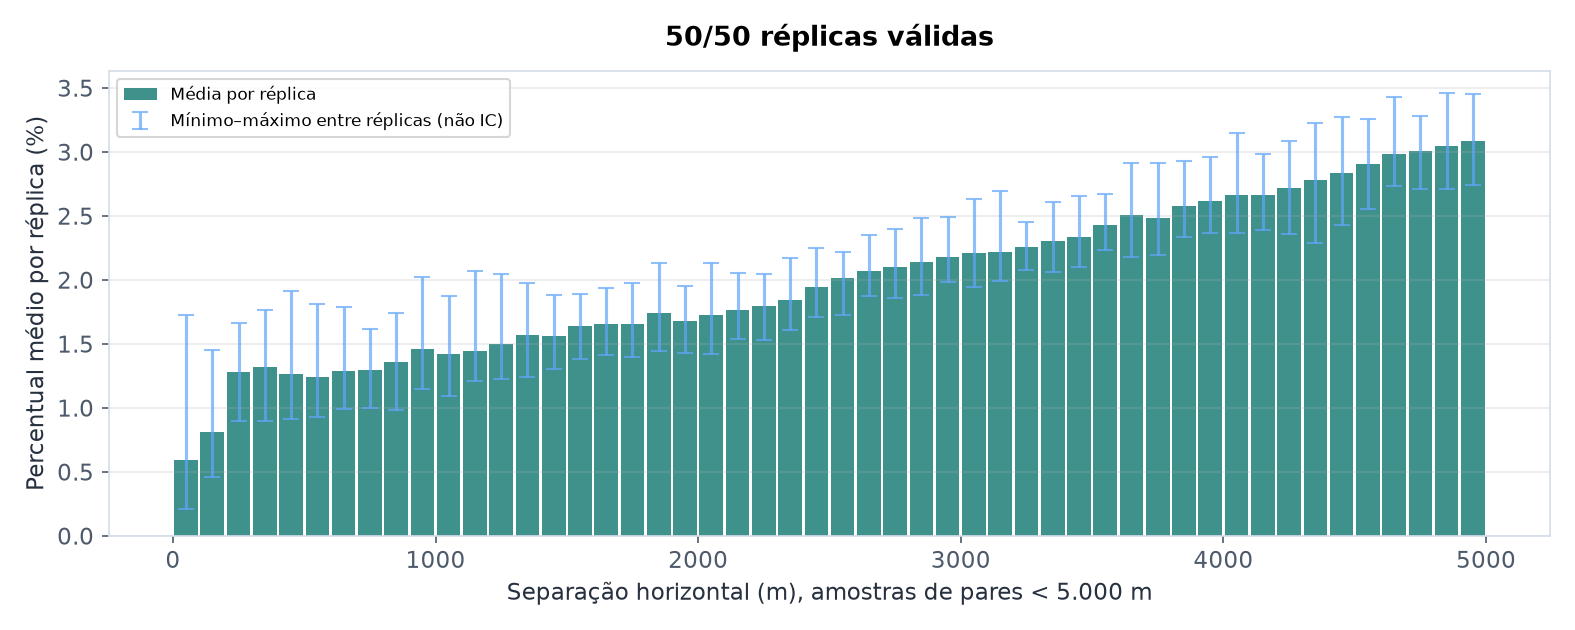 50/50 réplicas válidas
Média por réplica
Mínimo–máximo entre réplicas (não IC)
Percentual médio por réplica (%)
3.5
3.0
2.5
2.0
1.5
1.0
0.5
0.0
0 1000 2000 3000 4000 5000
Separação horizontal (m), amostras de pares < 5.000 m